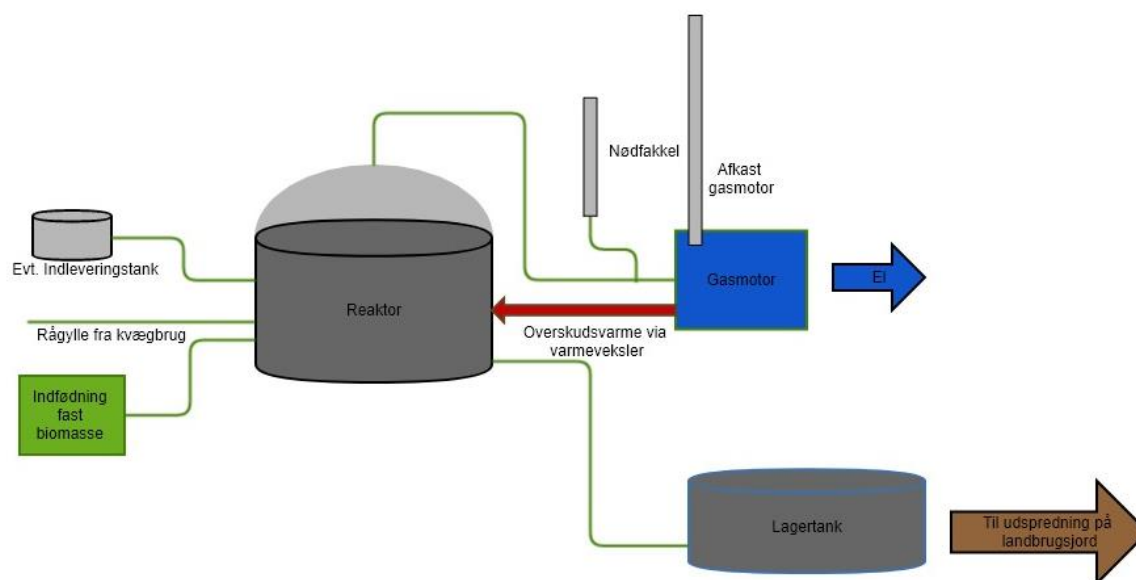 Nødfakkel
Afkast
gasmotor
Evt. Indleveringstank
Reaktor
Gasmotor
El
Rågylle fra kvægbrug
Overskudsvarme via
varmeveksler
Indfødning
fast
biomasse
Lagertank
Til udspredning på
landbrugsjord